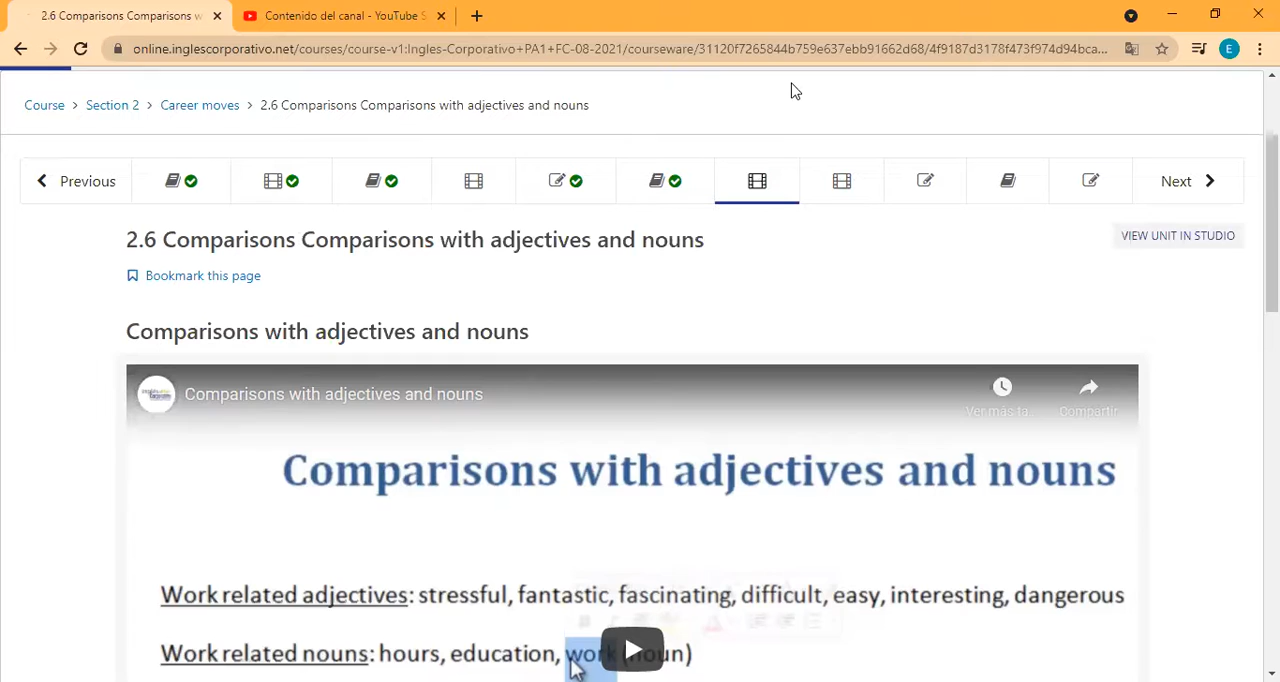 2.6 Comparisons Comparisons w
Contenido del canal - YouTube S
online.inglescorporativo.net/courses/course-v1:Ingles-Corporativo+PA1+FC-08-2021/courseware/31120f7265844b759e637ebb91662d68/4f9187d3178f473f974d94bca...
E
Course > Section 2 > Career moves > 2.6 Comparisons Comparisons with adjectives and nouns
Previous
Next
2.6 Comparisons Comparisons with adjectives and nouns
VIEW UNIT IN STUDIO
Bookmark this page
Comparisons with adjectives and nouns
Comparisons with adjectives and nouns
Ver más ta...
Compartir
Comparisons with adjectives and nouns
Work related adjectives: stressful, fantastic, fascinating, difficult, easy, interesting, dangerous
Work related nouns: hours, education, work (noun)